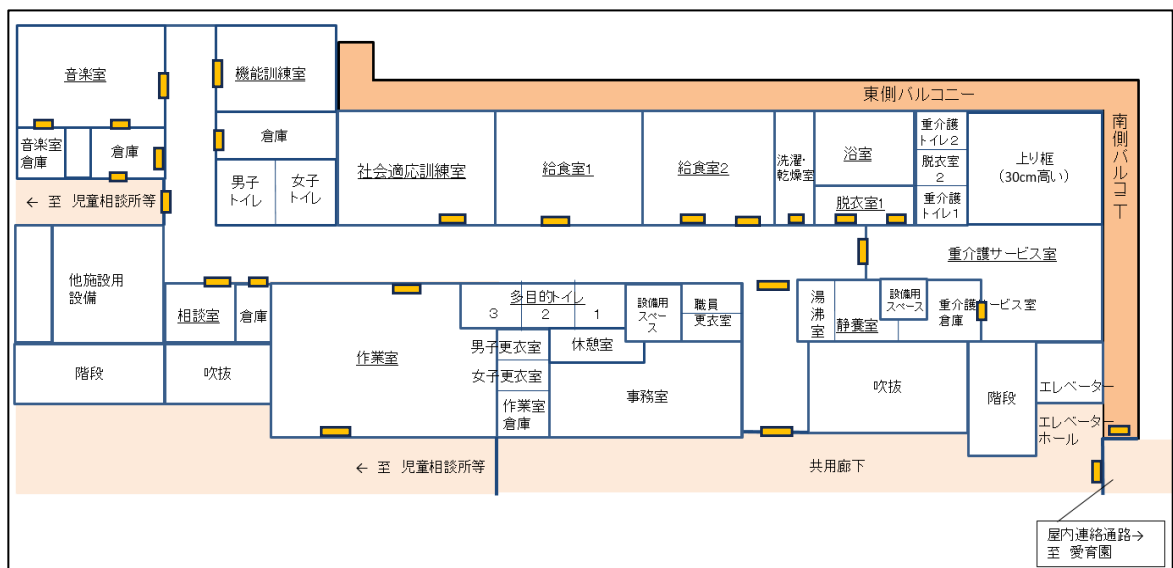 音楽室
機能訓練室
東側バルコニー
南側バルコニー
音楽室
倉庫
倉庫
倉庫
男子
トイレ
女子
トイレ
社会適応訓練室
給食室1
給食室2
洗濯・
乾燥室
浴室
脱衣室1
重介護
トイレ2
脱衣室
2
重介護
トイレ1
上り框
（30cm高い）
← 至 児童相談所等
他施設用
設備
相談室
倉庫
階段
吹抜
作業室
多目的トイレ
3
2
1
設備用
スペー
ス
職員
更衣室
休憩室
男子更衣室
女子更衣室
作業室
倉庫
事務室
湯
沸
室
静養室
設備用
スペース
重介護サービス室
重介護サービス室
倉庫
吹抜
階段
エレベーター
エレベーター
ホール
← 至 児童相談所等
共用廊下
屋内連絡通路→
至 愛育園